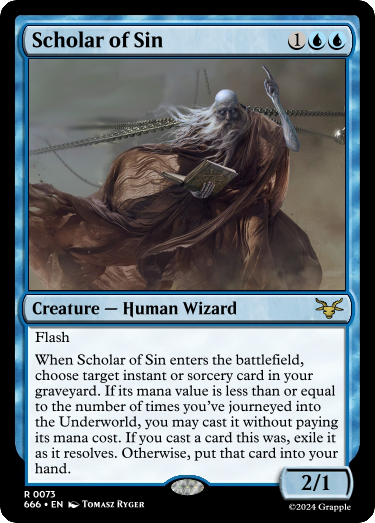 Scholar of Sin 1
Creature — Human Wizard
Flash
When Scholar of Sin enters the battlefield,
choose target instant or sorcery card in your
graveyard. If its mana value is less than or equal
to the number of times you've journeyed into
the Underworld, you may cast it without paying
its mana cost. If you cast a card this was, exile it
as it resolves. Otherwise, put that card into your
hand.
2/1
R 0073
666 • EN Tomasz Ryger
©2024 Grapple